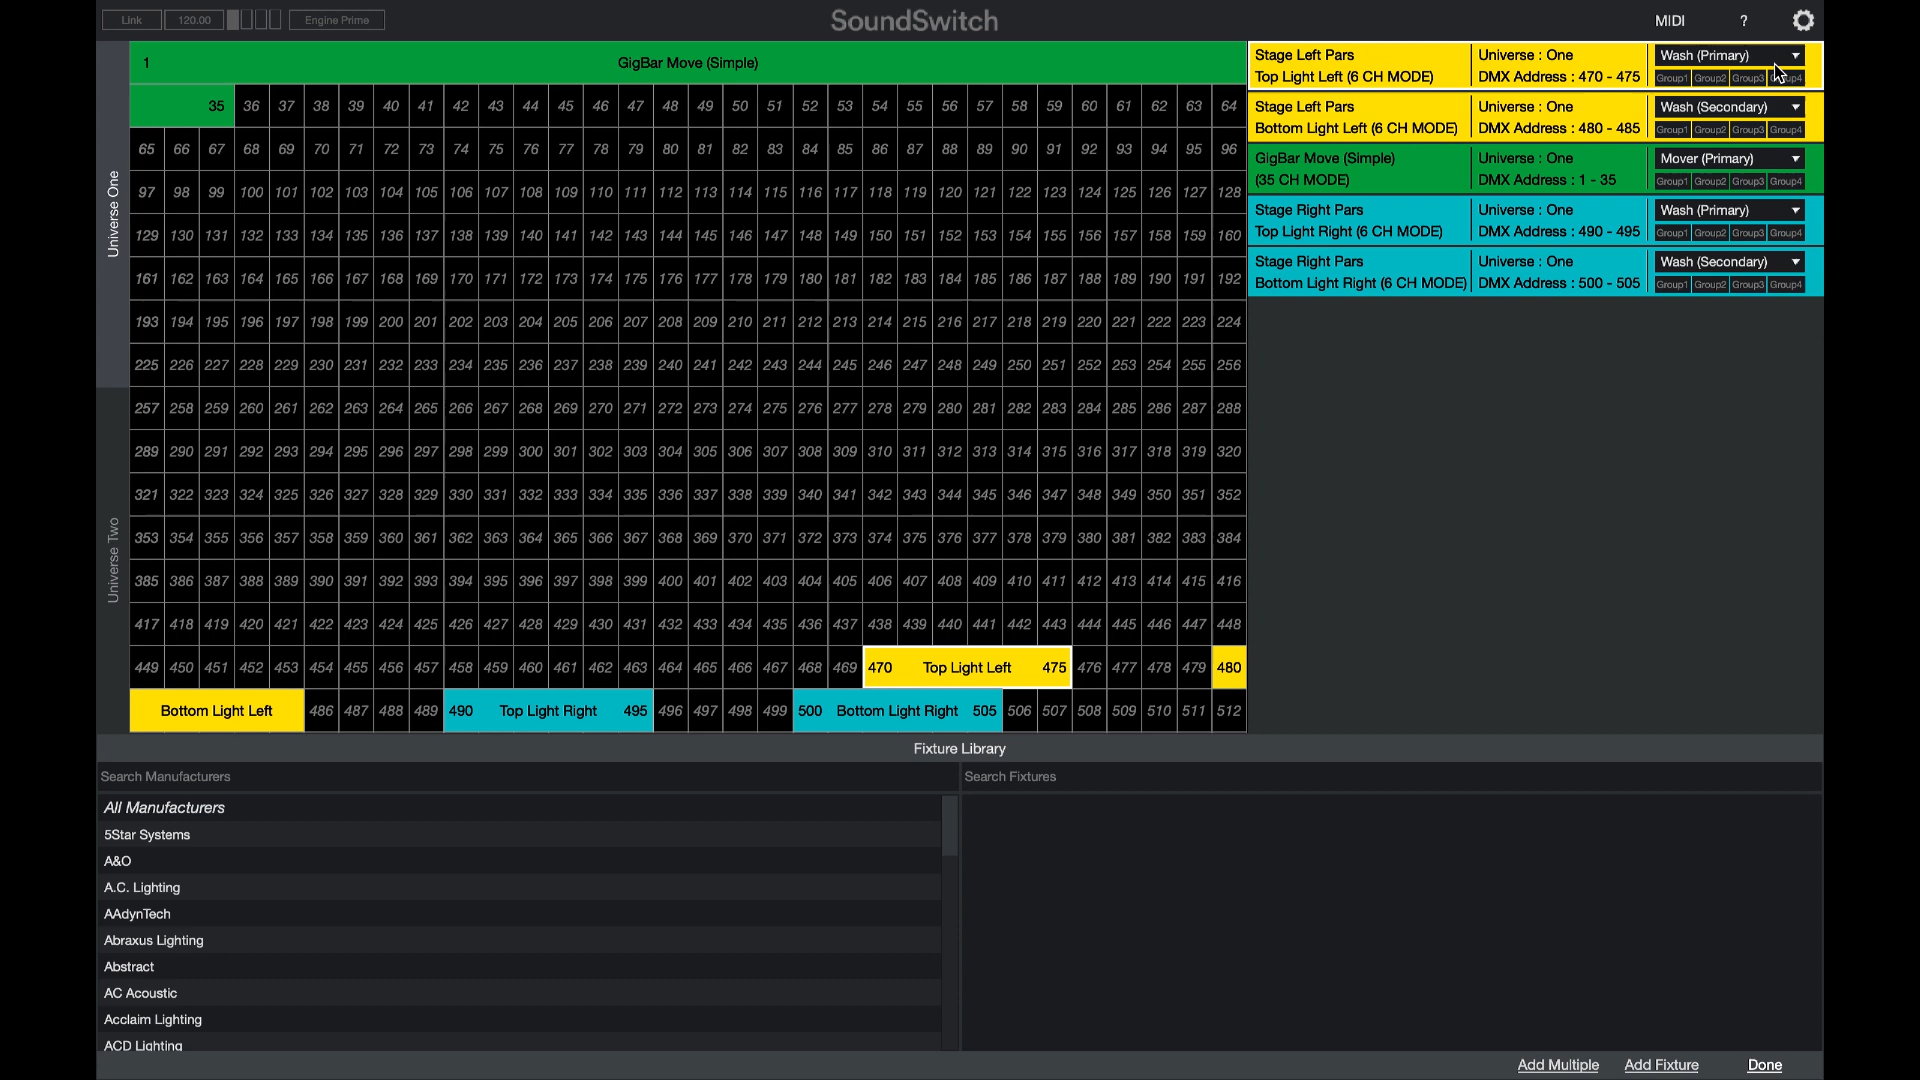 Link 120.00 Engine Prime SoundSwitch MIDI ?
1 GigBar Move (Simple)
35 36 37 38 39 40 41 42 43 44 45 46 47 48 49 50 51 52 53 54 55 56 57 58 59 60 61 62 63 64
65 66 67 68 69 70 71 72 73 74 75 76 77 78 79 80 81 82 83 84 85 86 87 88 89 90 91 92 93 94 95 96
97 98 99 100 101 102 103 104 105 106 107 108 109 110 111 112 113 114 115 116 117 118 119 120 121 122 123 124 125 126 127 128
129 130 131 132 133 134 135 136 137 138 139 140 141 142 143 144 145 146 147 148 149 150 151 152 153 154 155 156 157 158 159 160
161 162 163 164 165 166 167 168 169 170 171 172 173 174 175 176 177 178 179 180 181 182 183 184 185 186 187 188 189 190 191 192
193 194 195 196 197 198 199 200 201 202 203 204 205 206 207 208 209 210 211 212 213 214 215 216 217 218 219 220 221 222 223 224
225 226 227 228 229 230 231 232 233 234 235 236 237 238 239 240 241 242 243 244 245 246 247 248 249 250 251 252 253 254 255 256
257 258 259 260 261 262 263 264 265 266 267 268 269 270 271 272 273 274 275 276 277 278 279 280 281 282 283 284 285 286 287 288
289 290 291 292 293 294 295 296 297 298 299 300 301 302 303 304 305 306 307 308 309 310 311 312 313 314 315 316 317 318 319 320
321 322 323 324 325 326 327 328 329 330 331 332 333 334 335 336 337 338 339 340 341 342 343 344 345 346 347 348 349 350 351 352
353 354 355 356 357 358 359 360 361 362 363 364 365 366 367 368 369 370 371 372 373 374 375 376 377 378 379 380 381 382 383 384
385 386 387 388 389 390 391 392 393 394 395 396 397 398 399 400 401 402 403 404 405 406 407 408 409 410 411 412 413 414 415 416
417 418 419 420 421 422 423 424 425 426 427 428 429 430 431 432 433 434 435 436 437 438 439 440 441 442 443 444 445 446 447 448
449 450 451 452 453 454 455 456 457 458 459 460 461 462 463 464 465 466 467 468 469 470 Top Light Left 475 476 477 478 479 480
Bottom Light Left 486 487 488 489 490 Top Light Right 495 496 497 498 499 500 Bottom Light Right 505 506 507 508 509 510 511 512
Universe One
Universe Two
Stage Left Pars Universe : One Wash (Primary)
Top Light Left (6 CH MODE) DMX Address : 470 - 475 Group1 Group2 Group3
Stage Left Pars Universe : One Wash (Secondary)
Bottom Light Left (6 CH MODE) DMX Address : 480 - 485 Group1 Group2 Group3 Group4
GigBar Move (Simple) Universe : One Mover (Primary)
(35 CH MODE) DMX Address : 1 - 35 Group1 Group2 Group3 Group4
Stage Right Pars Universe : One Wash (Primary)
Top Light Right (6 CH MODE) DMX Address : 490 - 495 Group1 Group2 Group3 Group4
Stage Right Pars Universe : One Wash (Secondary)
Bottom Light Right (6 CH MODE) DMX Address : 500 - 505 Group1 Group2 Group3 Group4
Fixture Library
Search Manufacturers Search Fixtures
All Manufacturers
5Star Systems
A&O
A.C. Lighting
AAdynTech
Abraxus Lighting
Abstract
AC Acoustic
Acclaim Lighting
ACD Lighting
Add Multiple Add Fixture Done